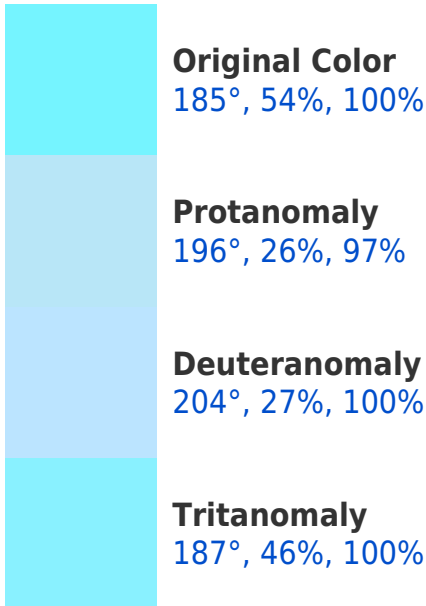 Original Color
185°, 54%, 100%
Protanomaly
196°, 26%, 97%
Deuteranomaly
204°, 27%, 100%
Tritanomaly
187°, 46%, 100%